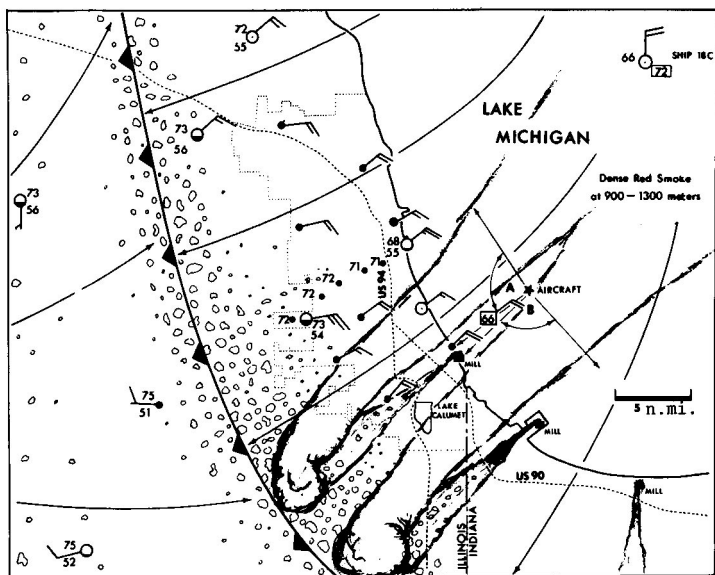 72
55
66
SHIP 18C
72
LAKE
MICHIGAN
73
56
Dense Red Smoke
at 900 – 1300 meters
73
56
68
55
71
71
72
72
72
73
54
US 94
A
AIRCRAFT
B
66
MILL
75
51
LAKE
CALUMET
5 n.mi.
MILL
US 90
MILL
ILLINOIS
INDIANA
75
52